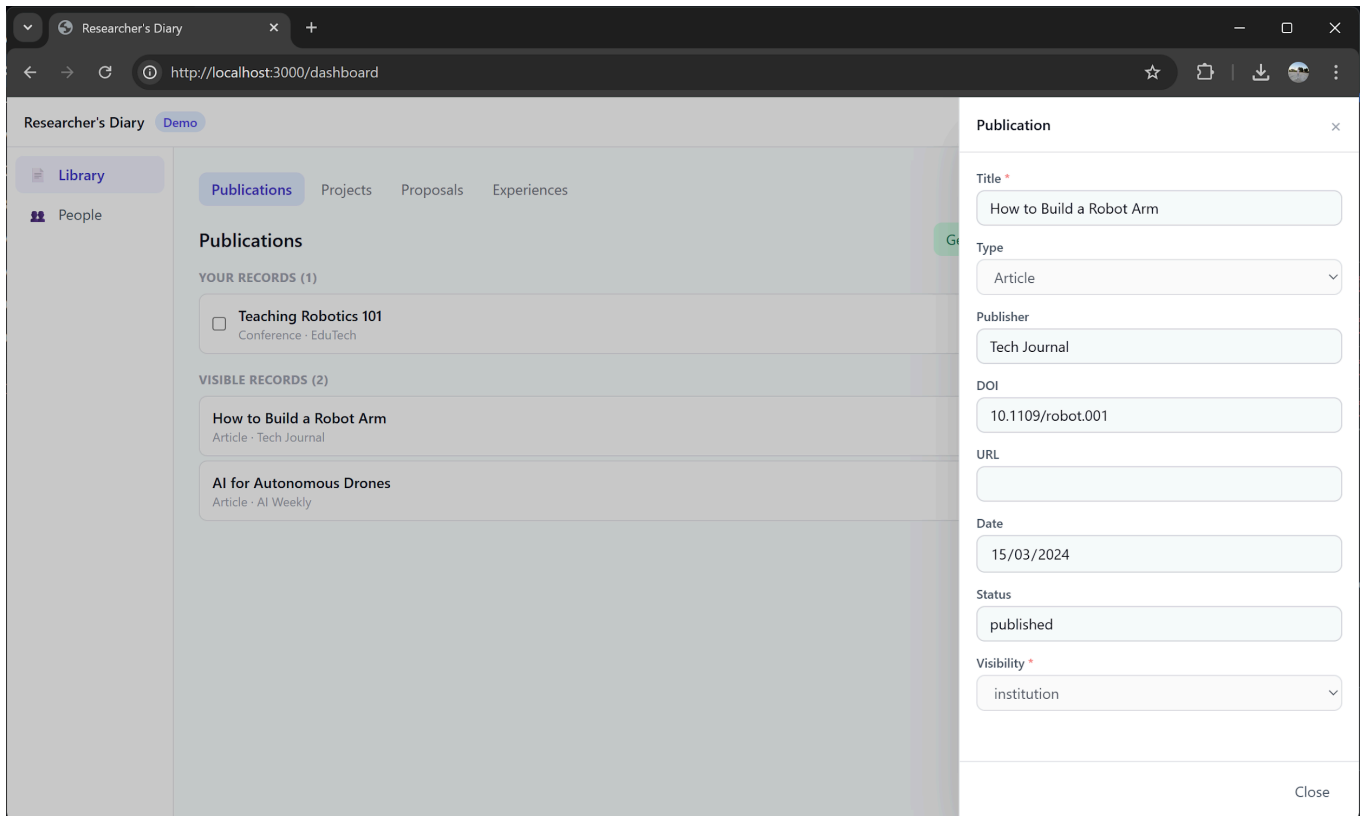 Researcher's Diary
http://localhost:3000/dashboard
Researcher's Diary Demo
Library
People
Publications Projects Proposals Experiences
Publications
YOUR RECORDS (1)
Teaching Robotics 101
Conference · EduTech
VISIBLE RECORDS (2)
How to Build a Robot Arm
Article · Tech Journal
AI for Autonomous Drones
Article · AI Weekly
Publication
Title *
How to Build a Robot Arm
Type
Article
Publisher
Tech Journal
DOI
10.1109/robot.001
URL
Date
15/03/2024
Status
published
Visibility *
institution
Close